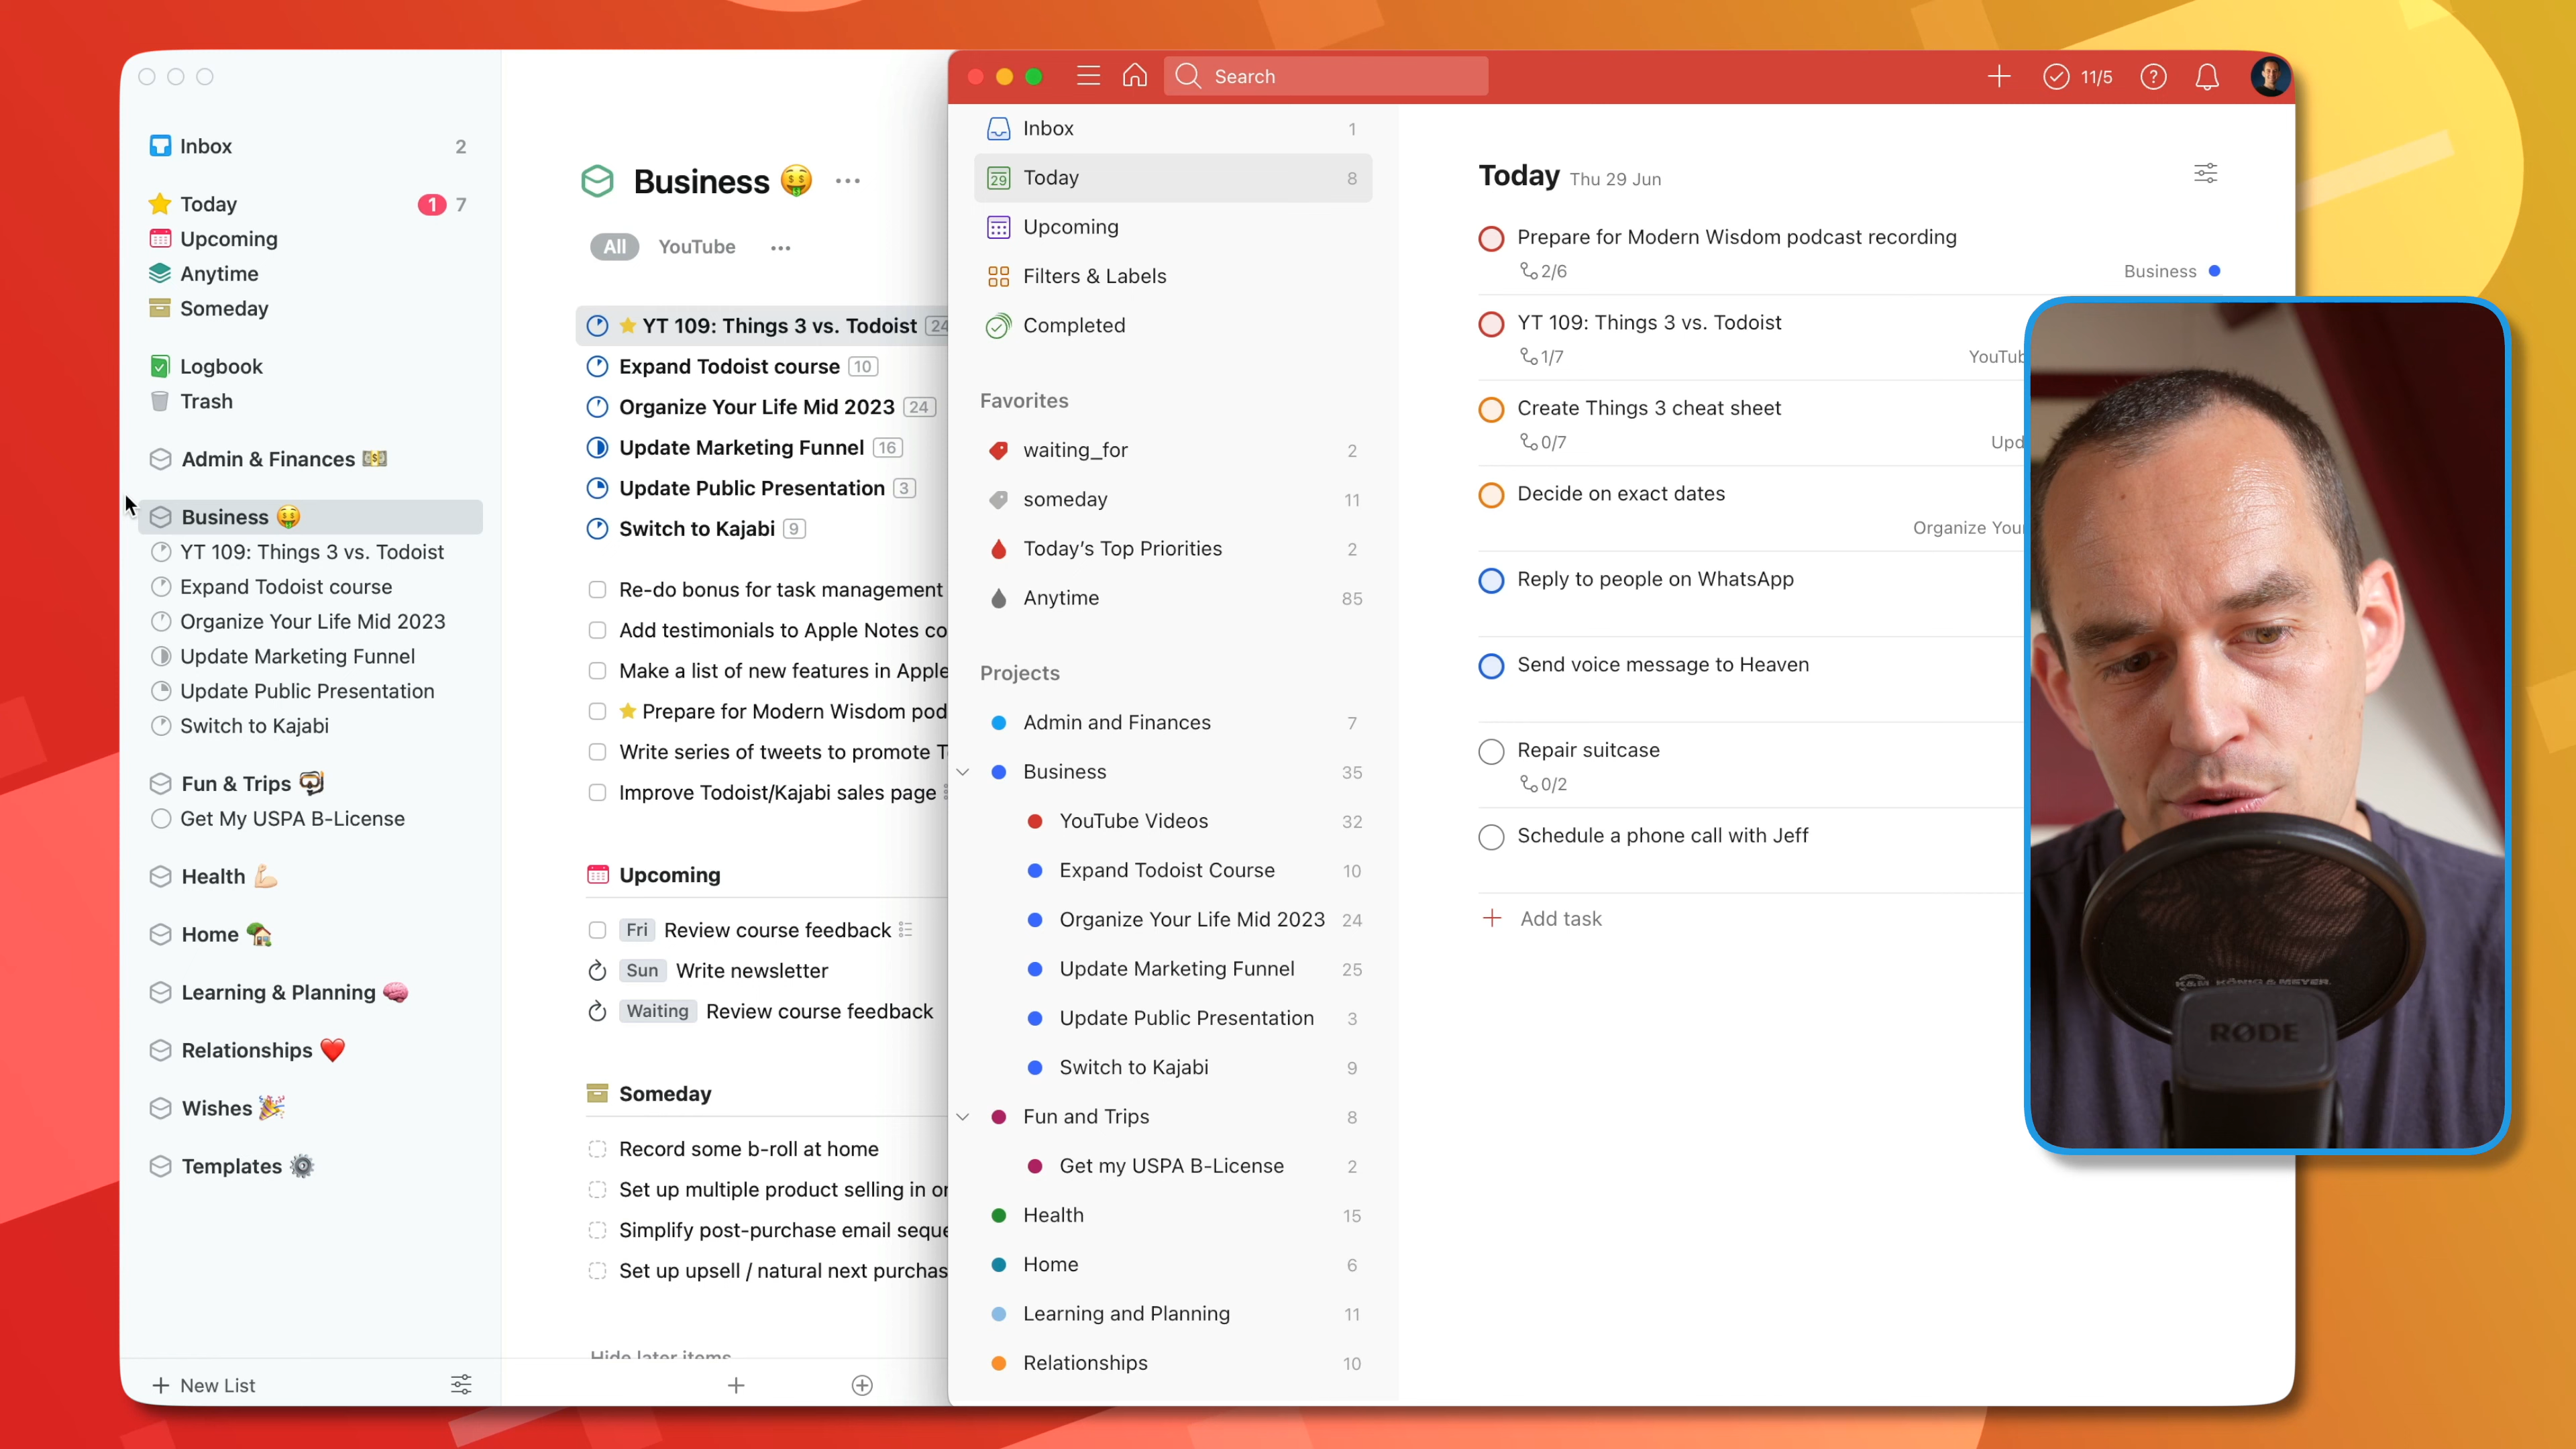 Inbox 2
Today 1 7
Upcoming
Anytime
Someday
Logbook
Trash
Admin & Finances 💵
Business 🤑
YT 109: Things 3 vs. Todoist
Expand Todoist course
Organize Your Life Mid 2023
Update Marketing Funnel
Update Public Presentation
Switch to Kajabi
Fun & Trips 🤿
Get My USPA B-License
Health 💪🏻
Home 🏡
Learning & Planning 🧠
Relationships ❤️
Wishes 🎉
Templates ⚙️
New List
Business 🤑
All YouTube
YT 109: Things 3 vs. Todoist 24
Expand Todoist course 10
Organize Your Life Mid 2023 24
Update Marketing Funnel 16
Update Public Presentation 3
Switch to Kajabi 9
Re-do bonus for task management
Add testimonials to Apple Notes
Make a list of new features in Apple
Prepare for Modern Wisdom
Write series of tweets to promote
Improve Todoist/Kajabi sales page
Upcoming
Fri Review course feedback
Sun Write newsletter
Waiting Review course feedback
Someday
Record some b-roll at home
Set up multiple product selling in
Simplify post-purchase email
Set up upsell / natural next
Hide later items
Search
11/5
Inbox 1
29 Today 8
Upcoming
Filters & Labels
Completed
Favorites
waiting_for 2
someday 11
Today's Top Priorities 2
Anytime 85
Projects
Admin and Finances 7
Business 35
YouTube Videos 32
Expand Todoist Course 10
Organize Your Life Mid 2023 24
Update Marketing Funnel 25
Update Public Presentation 3
Switch to Kajabi 9
Fun and Trips 8
Get my USPA B-License 2
Health 15
Home 6
Learning and Planning 11
Relationships 10
Today Thu 29 Jun
Prepare for Modern Wisdom podcast recording
2/6 Business
YT 109: Things 3 vs. Todoist
1/7
Create Things 3 cheat sheet
0/7
Decide on exact dates
Organize Your
Reply to people on WhatsApp
Send voice message to Heaven
Repair suitcase
0/2
Schedule a phone call with Jeff
Add task
K&M KÖNIG & MEYER
RØDE